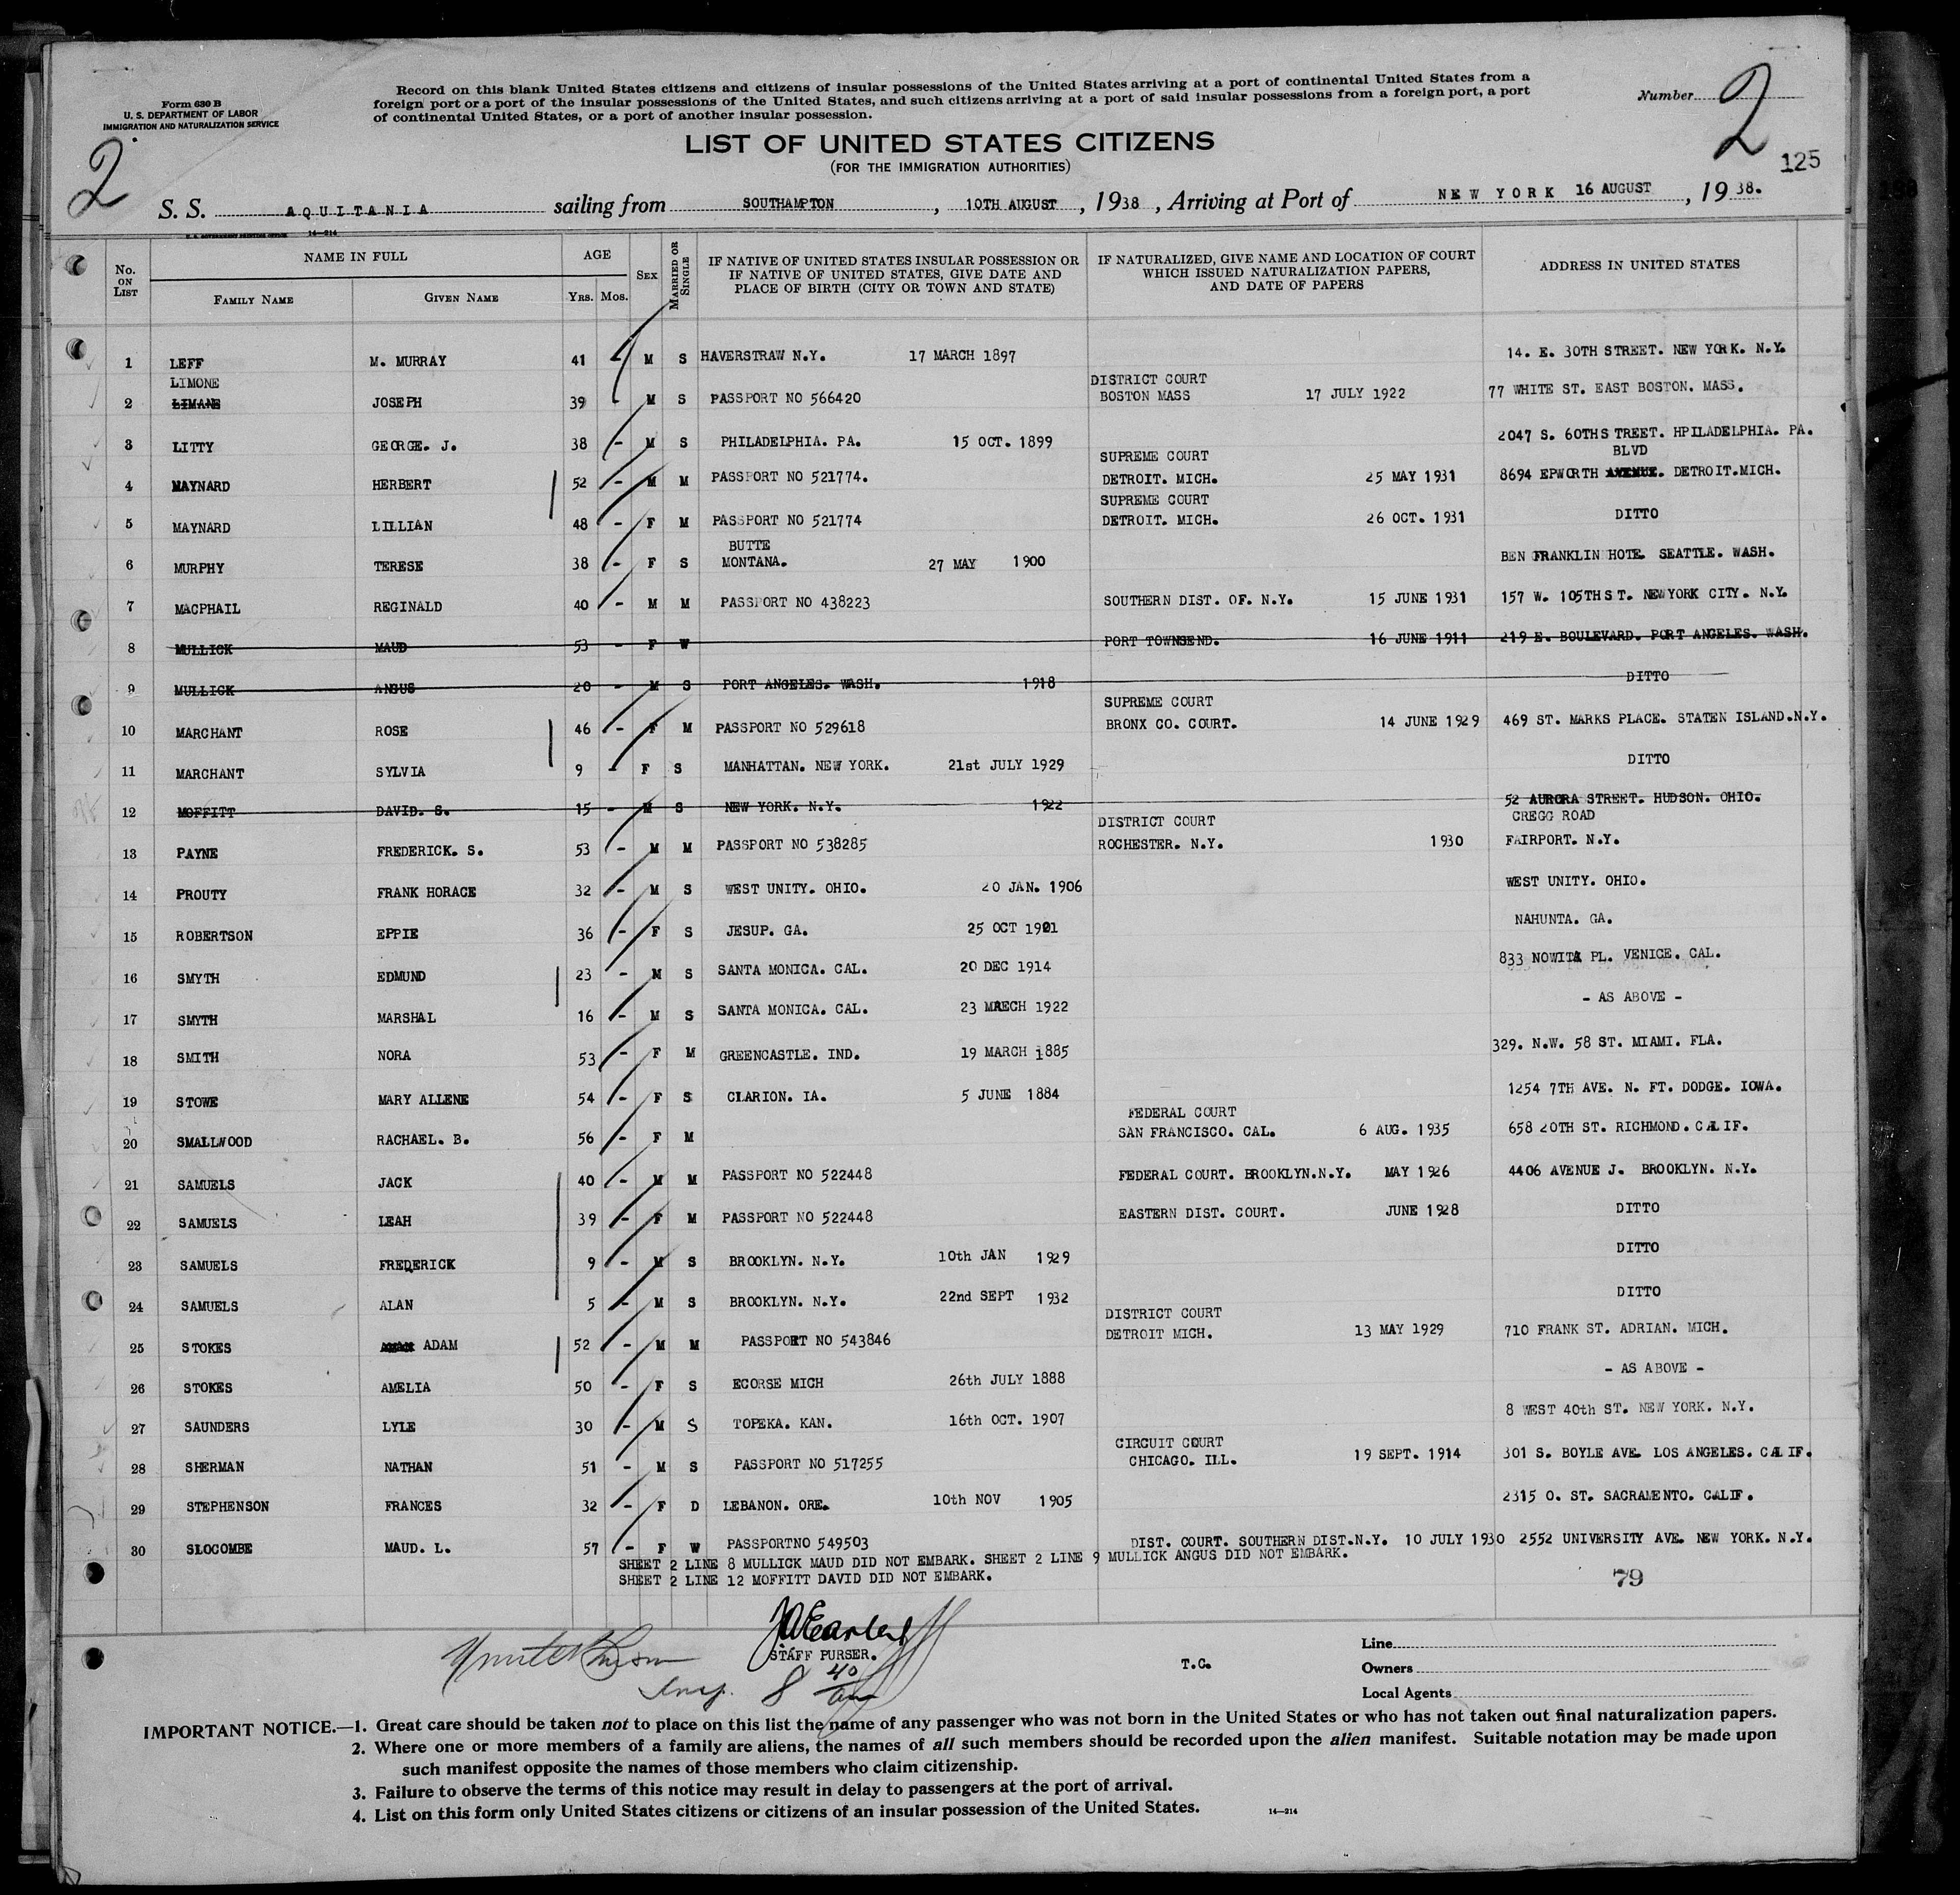 Form 630 B
U. S. DEPARTMENT OF LABOR
IMMIGRATION AND NATURALIZATION SERVICE
Record on this blank United States citizens and citizens of insular possessions of the United States arriving at a port of continental United States from a
foreign port or a port of the insular possessions of the United States, and such citizens arriving at a port of said insular possessions from a foreign port, a port
of continental United States, or a port of another insular possession.
Number 2
2
LIST OF UNITED STATES CITIZENS
(FOR THE IMMIGRATION AUTHORITIES)
125
S. S. AQUITANIA sailing from SOUTHAMPTON, 10TH AUGUST, 1938, Arriving at Port of NEW YORK 16 AUGUST, 1938.
U. S. GOVERNMENT PRINTING OFFICE 14—214
No. ON LIST NAME IN FULL FAMILY NAME GIVEN NAME AGE YRS. MOS. SEX MARRIED OR SINGLE IF NATIVE OF UNITED STATES INSULAR POSSESSION OR IF NATIVE OF UNITED STATES, GIVE DATE AND PLACE OF BIRTH (CITY OR TOWN AND STATE) IF NATURALIZED, GIVE NAME AND LOCATION OF COURT WHICH ISSUED NATURALIZATION PAPERS, AND DATE OF PAPERS ADDRESS IN UNITED STATES
1 LEFF M. MURRAY 41 - M S HAVERSTRAW N.Y. 17 MARCH 1897 14. E. 30TH STREET. NEW YORK. N.Y.
LIMONE DISTRICT COURT
2 LIMANE JOSEPH 39 - M S PASSPORT NO 566420 BOSTON MASS 17 JULY 1922 77 WHITE ST. EAST BOSTON. MASS.
3 LITTY GEORGE. J. 38 - M S PHILADELPHIA. PA. 15 OCT. 1899 2047 S. 60THS TREET. HPILADELPHIA. PA.
SUPREME COURT BLVD
4 MAYNARD HERBERT 52 - M M PASSPORT NO 521774. DETROIT. MICH. 25 MAY 1931 8694 EPWORTH AVENUE. DETROIT.MICH.
SUPREME COURT
5 MAYNARD LILLIAN 48 - F M PASSPORT NO 521774 DETROIT. MICH. 26 OCT. 1931 DITTO
BUTTE
6 MURPHY TERESE 38 - F S MONTANA. 27 MAY 1900 BEN FRANKLIN HOTE. SEATTLE. WASH.
7 MACPHAIL REGINALD 40 - M M PASSPORT NO 438223 SOUTHERN DIST. OF. N.Y. 15 JUNE 1931 157 W. 105THST. NEWYORK CITY. N.Y.
8 MULLICK MAUD 53 - F W PORT TOWNSEND. 16 JUNE 1911 219 E. BOULEVARD. PORT ANGELES. WASH.
9 MULLICK ANGUS 20 - M S PORT ANGELES. WASH. 1918 DITTO
SUPREME COURT
10 MARCHANT ROSE 46 - F M PASSPORT NO 529618 BRONX CO. COURT. 14 JUNE 1929 469 ST. MARKS PLACE. STATEN ISLAND.N.Y.
11 MARCHANT SYLVIA 9 - F S MANHATTAN. NEW YORK. 21st JULY 1929 DITTO
12 MOFFITT DAVID. S. 15 - M S NEW YORK. N.Y. 1922 52 AURORA STREET. HUDSON. OHIO.
DISTRICT COURT CREGG ROAD
13 PAYNE FREDERICK. S. 53 - M M PASSPORT NO 538285 ROCHESTER. N.Y. 1930 FAIRPORT. N.Y.
14 PROUTY FRANK HORACE 32 - M S WEST UNITY. OHIO. 20 JAN. 1906 WEST UNITY. OHIO.
15 ROBERTSON EPPIE 36 - F S JESUP. GA. 25 OCT 1901 NAHUNTA. GA.
16 SMYTH EDMUND 23 - M S SANTA MONICA. CAL. 20 DEC 1914 833 NOWITA PL. VENICE. CAL.
17 SMYTH MARSHAL 16 - M S SANTA MONICA. CAL. 23 MAECH 1922 - AS ABOVE -
18 SMITH NORA 53 - F M GREENCASTLE. IND. 19 MARCH 1885 329. N.W. 58 ST. MIAMI. FLA.
19 STOWE MARY ALLENE 54 - F S CLARION. IA. 5 JUNE 1884 1254 7TH AVE. N. FT. DODGE. IOWA.
FEDERAL COURT
20 SMALLWOOD RACHAEL. B. 56 - F M SAN FRANCISCO. CAL. 6 AUG. 1935 658 20TH ST. RICHMOND. CALIF.
21 SAMUELS JACK 40 - M M PASSPORT NO 522448 FEDERAL COURT. BROOKLYN.N.Y. MAY 1926 4406 AVENUE J. BROOKLYN. N.Y.
22 SAMUELS LEAH 39 - F M PASSPORT NO 522448 EASTERN DIST. COURT. JUNE 1928 DITTO
23 SAMUELS FREDERICK 9 - M S BROOKLYN. N.Y. 10th JAN 1929 DITTO
24 SAMUELS ALAN 5 - M S BROOKLYN. N.Y. 22nd SEPT 1932 DITTO
DISTRICT COURT
25 STOKES ADAM 52 - M M PASSPORT NO 543846 DETROIT MICH. 13 MAY 1929 710 FRANK ST. ADRIAN. MICH.
26 STOKES AMELIA 50 - F S ECORSE MICH 26th JULY 1888 - AS ABOVE -
27 SAUNDERS LYLE 30 - M S TOPEKA. KAN. 16th OCT. 1907 8 WEST 40th ST. NEW YORK. N.Y.
CIRCUIT COURT
28 SHERMAN NATHAN 51 - M S PASSPORT NO 517255 CHICAGO. ILL. 19 SEPT. 1914 301 S. BOYLE AVE. LOS ANGELES. CALIF.
29 STEPHENSON FRANCES 32 - F D LEBANON. ORE. 10th NOV 1905 2315 O. ST. SACRAMENTO. CALIF.
30 SLOCOMBE MAUD. L. 57 - F W PASSPORTNO 549503 DIST. COURT. SOUTHERN DIST.N.Y. 10 JULY 1930 2552 UNIVERSITY AVE. NEW YORK. N.Y.
SHEET 2 LINE 8 MULLICK MAUD DID NOT EMBARK. SHEET 2 LINE 9 MULLICK ANGUS DID NOT EMBARK.
SHEET 2 LINE 12 MOFFITT DAVID DID NOT EMBARK.
79
STAFF PURSER.
Insp. 8 40 am
T.C.
Line
Owners
Local Agents
IMPORTANT NOTICE.—1. Great care should be taken not to place on this list the name of any passenger who was not born in the United States or who has not taken out final naturalization papers.
2. Where one or more members of a family are aliens, the names of all such members should be recorded upon the alien manifest. Suitable notation may be made upon
such manifest opposite the names of those members who claim citizenship.
3. Failure to observe the terms of this notice may result in delay to passengers at the port of arrival.
4. List on this form only United States citizens or citizens of an insular possession of the United States.
14—214